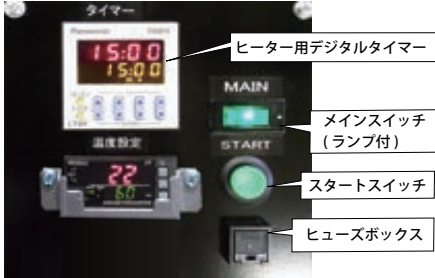 タイマー
Panasonic
15:00
15:00
LT4H
温度設定
22
60
MAIN
START
ヒーター用デジタルタイマー
メインスイッチ
(ランプ付)
スタートスイッチ
ヒューズボックス